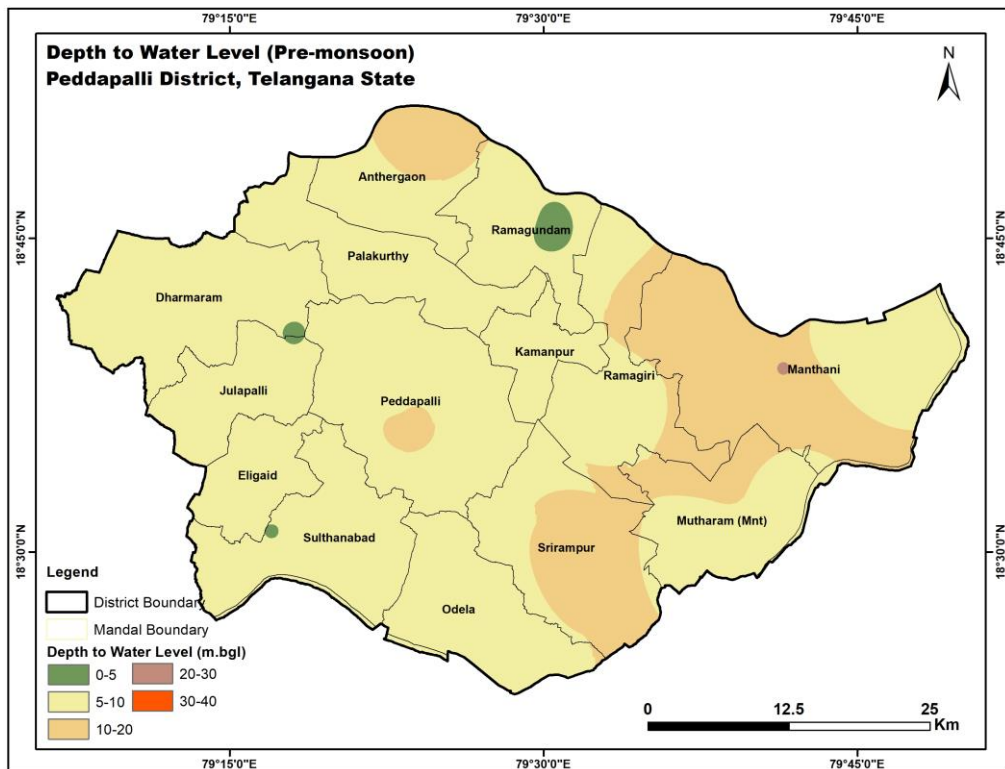 79°15'0"E 79°30'0"E 79°45'0"E
Depth to Water Level (Pre-monsoon)
Peddapalli District, Telangana State
N
Anthergaon
Ramagundam
18°45'0"N 18°45'0"N
Palakurthy
Dharmaram
Kamanpur
Manthani
Ramagiri
Julapalli
Peddapalli
Eligaid
Mutharam (Mnt)
Sulthanabad
Srirampur
18°30'0"N 18°30'0"N
Odela
Legend
District Boundary
Mandal Boundary
Depth to Water Level (m.bgl)
0-5 20-30
5-10 30-40
10-20
0 12.5 25
Km
79°15'0"E 79°30'0"E 79°45'0"E